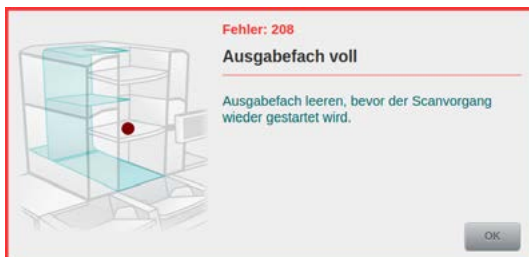 Fehler: 208
Ausgabefach voll
Ausgabefach leeren, bevor der Scanvorgang
wieder gestartet wird.
OK